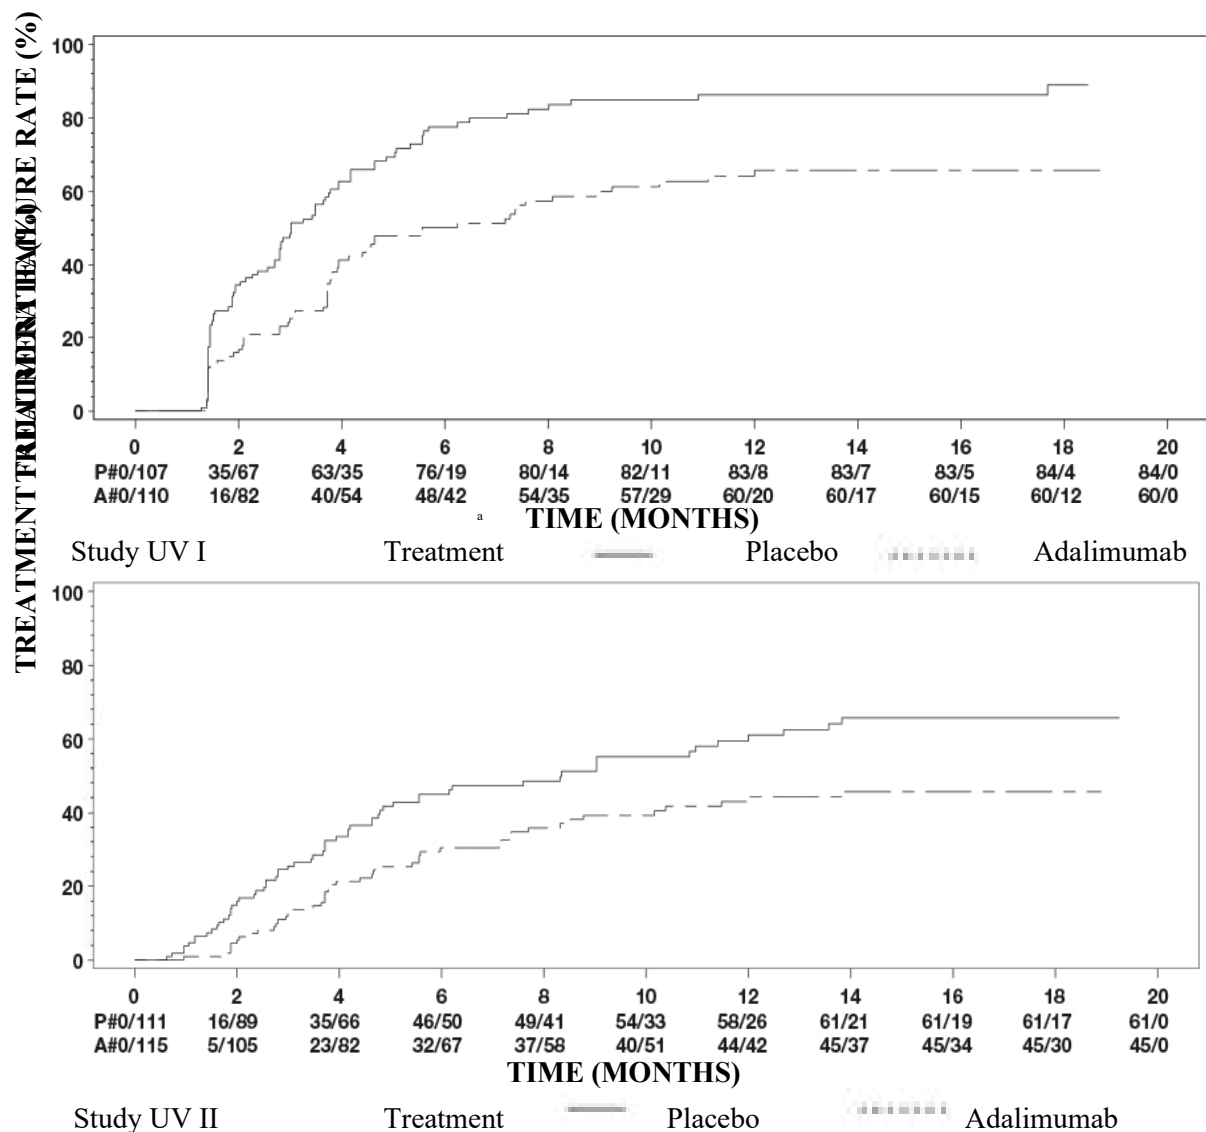 TREATMENT FAILURE RATE (%)
100
80
60
40
20
0
0 2 4 6 8 10 12 14 16 18 20
P#0/107 35/67 63/35 76/19 80/14 82/11 83/8 83/7 83/5 84/4 84/0
A#0/110 16/82 40/54 48/42 54/35 57/29 60/20 60/17 60/15 60/12 60/0
a TIME (MONTHS)
Study UV I Treatment Placebo Adalimumab
TREATMENT FAILURE RATE (%)
100
80
60
40
20
0
0 2 4 6 8 10 12 14 16 18 20
P#0/111 16/89 35/66 46/50 49/41 54/33 58/26 61/21 61/19 61/17 61/0
A#0/115 5/105 23/82 32/67 37/58 40/51 44/42 45/37 45/34 45/30 45/0
TIME (MONTHS)
Study UV II Treatment Placebo Adalimumab